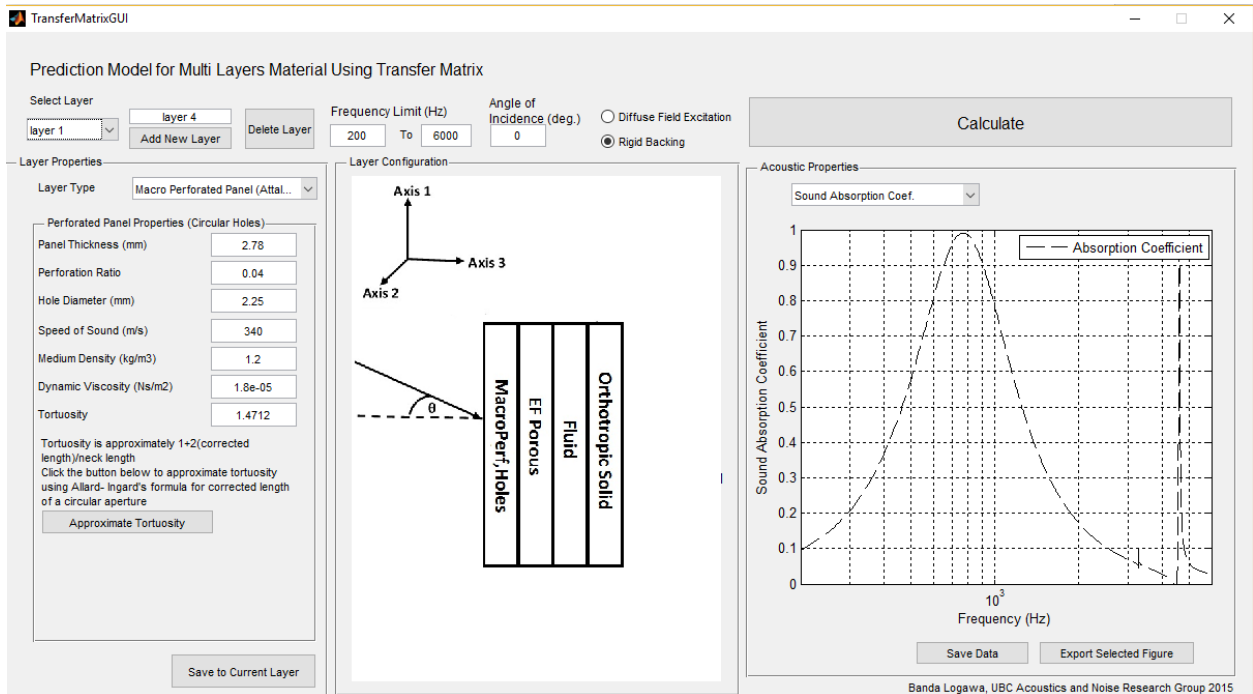 TransferMatrixGUI
Prediction Model for Multi Layers Material Using Transfer Matrix
Select Layer
layer 1
layer 4
Add New Layer
Delete Layer
Frequency Limit (Hz)
200 To 6000
Angle of
Incidence (deg.)
0
Diffuse Field Excitation
Rigid Backing
Calculate
Layer Properties
Layer Type Macro Perforated Panel (Attal...
Perforated Panel Properties (Circular Holes)
Panel Thickness (mm) 2.78
Perforation Ratio 0.04
Hole Diameter (mm) 2.25
Speed of Sound (m/s) 340
Medium Density (kg/m3) 1.2
Dynamic Viscosity (Ns/m2) 1.8e-05
Tortuosity 1.4712
Tortuosity is approximately 1+2(corrected
length)/neck length
Click the button below to approximate tortuosity
using Allard- Ingard's formula for corrected length
of a circular aperture
Approximate Tortuosity
Save to Current Layer
Layer Configuration
Axis 1
Axis 3
Axis 2
θ
MacroPerf,Holes
EF Porous
Fluid
Orthotropic Solid
Acoustic Properties
Sound Absorption Coef.
Absorption Coefficient
Sound Absorption Coefficient
1
0.9
0.8
0.7
0.6
0.5
0.4
0.3
0.2
0.1
0
10³
Frequency (Hz)
Save Data
Export Selected Figure
Banda Logawa, UBC Acoustics and Noise Research Group 2015